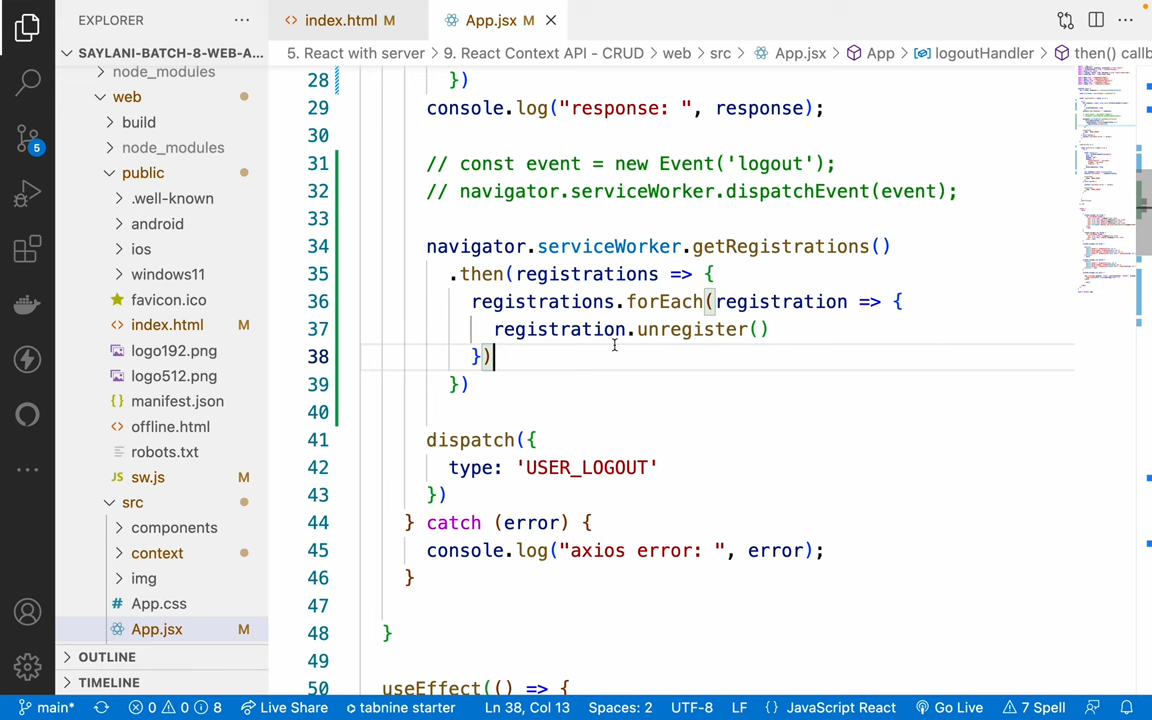 EXPLORER
index.html M
App.jsx M
SAYLANI-BATCH-8-WEB-A...
5. React with server > 9. React Context API - CRUD > web > src > App.jsx > App > logoutHandler > then() callb
node_modules
web
build
node_modules
public
.well-known
android
ios
windows11
favicon.ico
index.html M
logo192.png
logo512.png
manifest.json
offline.html
robots.txt
JS sw.js M
src
components
context
img
# App.css
App.jsx M
OUTLINE
TIMELINE
5
28 })
29 console.log("response: ", response);
30
31 // const event = new Event('logout');
32 // navigator.serviceWorker.dispatchEvent(event);
33
34 navigator.serviceWorker.getRegistrations()
35 .then(registrations => {
36 registrations.forEach(registration => {
37 registration.unregister()
38 })
39 })
40
41 dispatch({
42 type: 'USER_LOGOUT'
43 })
44 } catch (error) {
45 console.log("axios error: ", error);
46 }
47
48 }
49
50 useEffect(() => {
main* 0 0 8 Live Share tabnine starter Ln 38, Col 13 Spaces: 2 UTF-8 LF {} JavaScript React Go Live 7 Spell